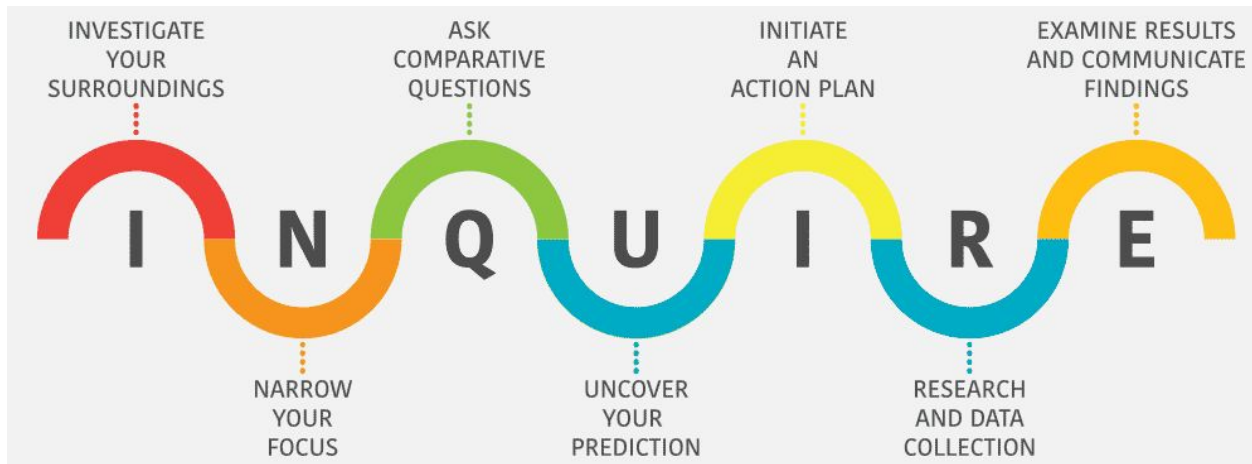 INVESTIGATE
YOUR
SURROUNDINGS
ASK
COMPARATIVE
QUESTIONS
INITIATE
AN
ACTION PLAN
EXAMINE RESULTS
AND COMMUNICATE
FINDINGS
I N Q U I R E
NARROW
YOUR
FOCUS
UNCOVER
YOUR
PREDICTION
RESEARCH
AND DATA
COLLECTION